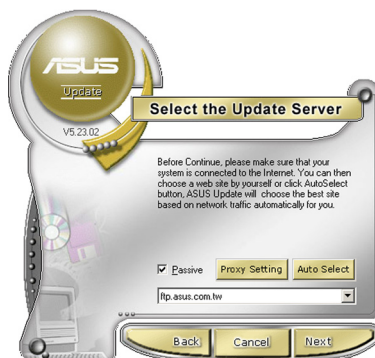 ASUS
Update
V5.23.02
Select the Update Server
Before Continue, please make sure that your
system is connected to the Internet. You can then
choose a web site by yourself or click AutoSelect
button, ASUS Update will choose the best site
based on network traffic automatically for you.
Passive
Proxy Setting
Auto Select
ftp.asus.com.tw
Back
Cancel
Next